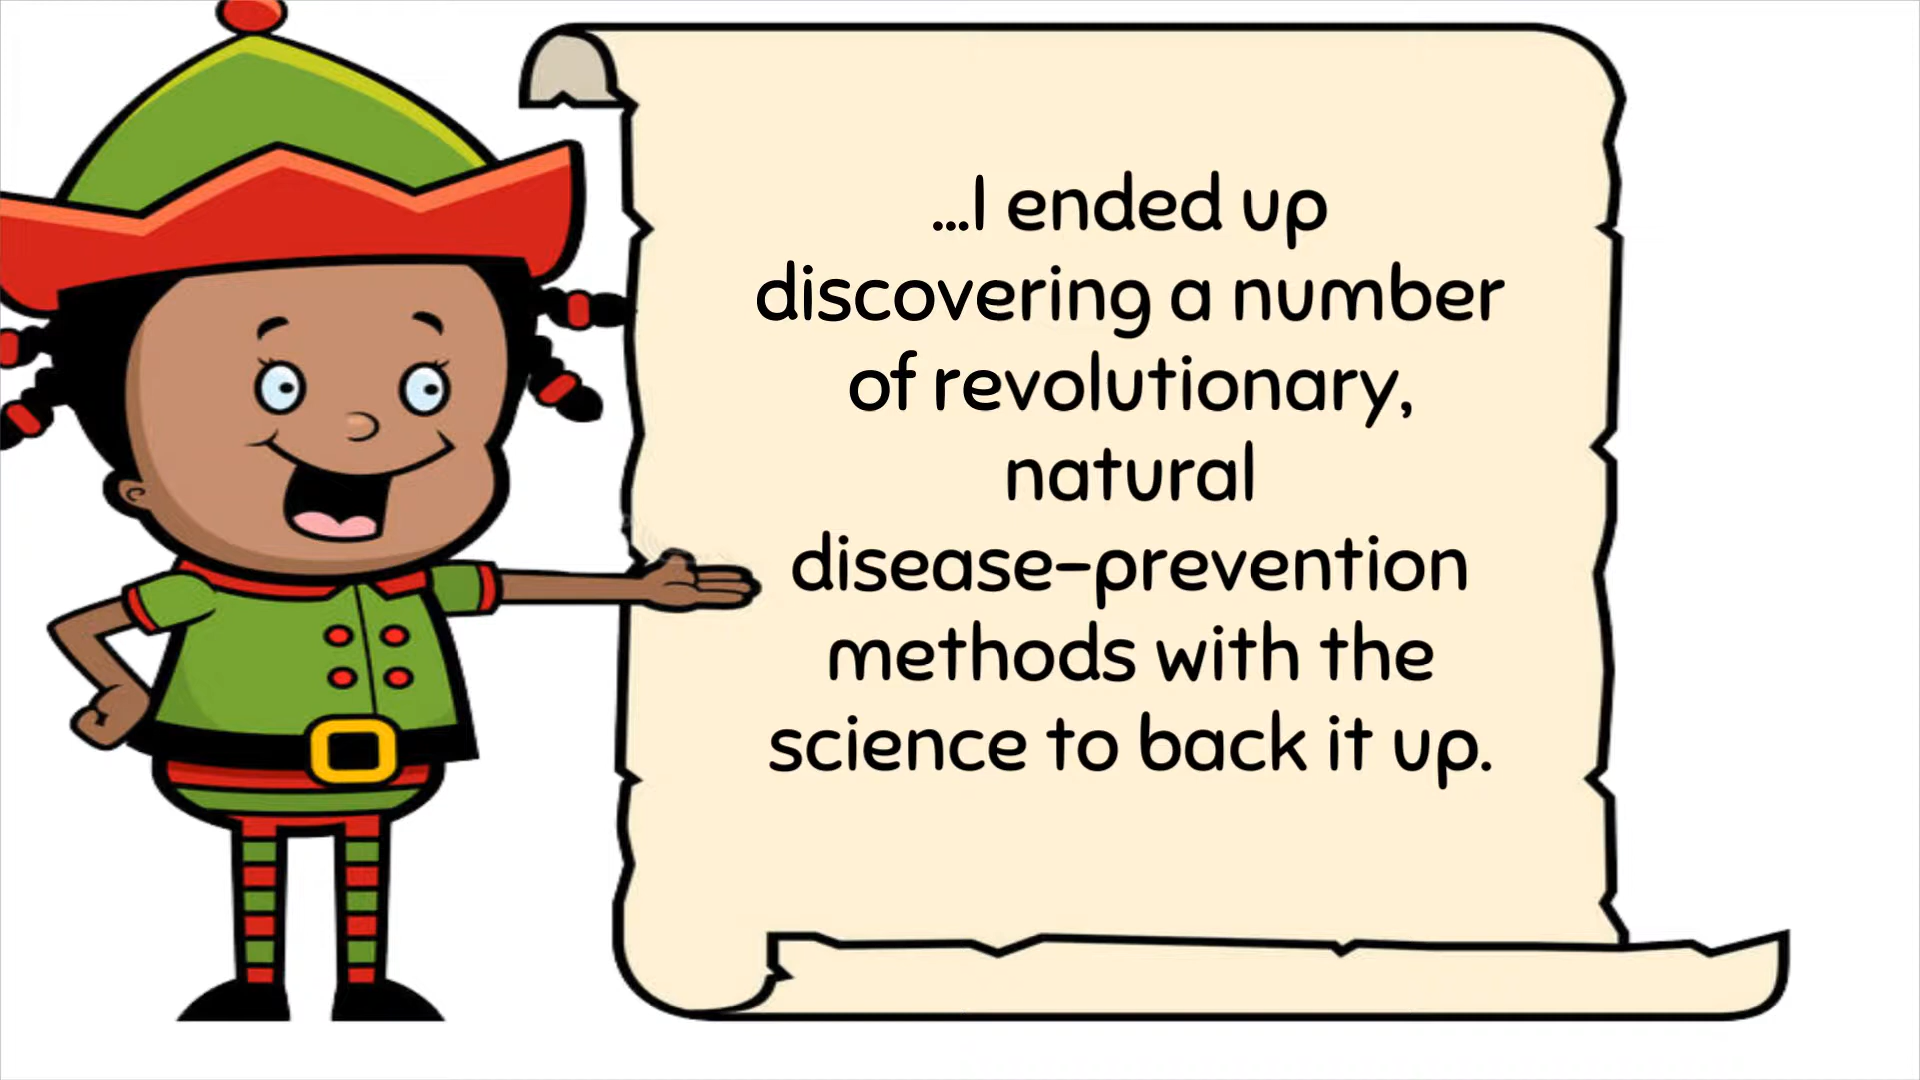 ...I ended up
discovering a number
of revolutionary,
natural
disease-prevention
methods with the
science to back it up.